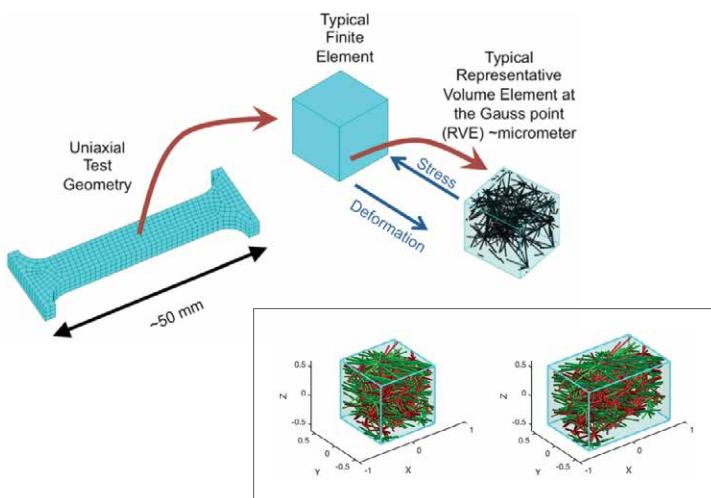 Typical
Finite
Element
Typical
Representative
Volume Element at
the Gauss point
(RVE) ~micrometer
Uniaxial
Test
Geometry
Stress
Deformation
~50 mm
0.5
0
-0.5
Z
0.5
0
-0.5
Y
-1
0
1
X
0.5
0
-0.5
Z
0.5
0
-0.5
Y
-1
0
1
X